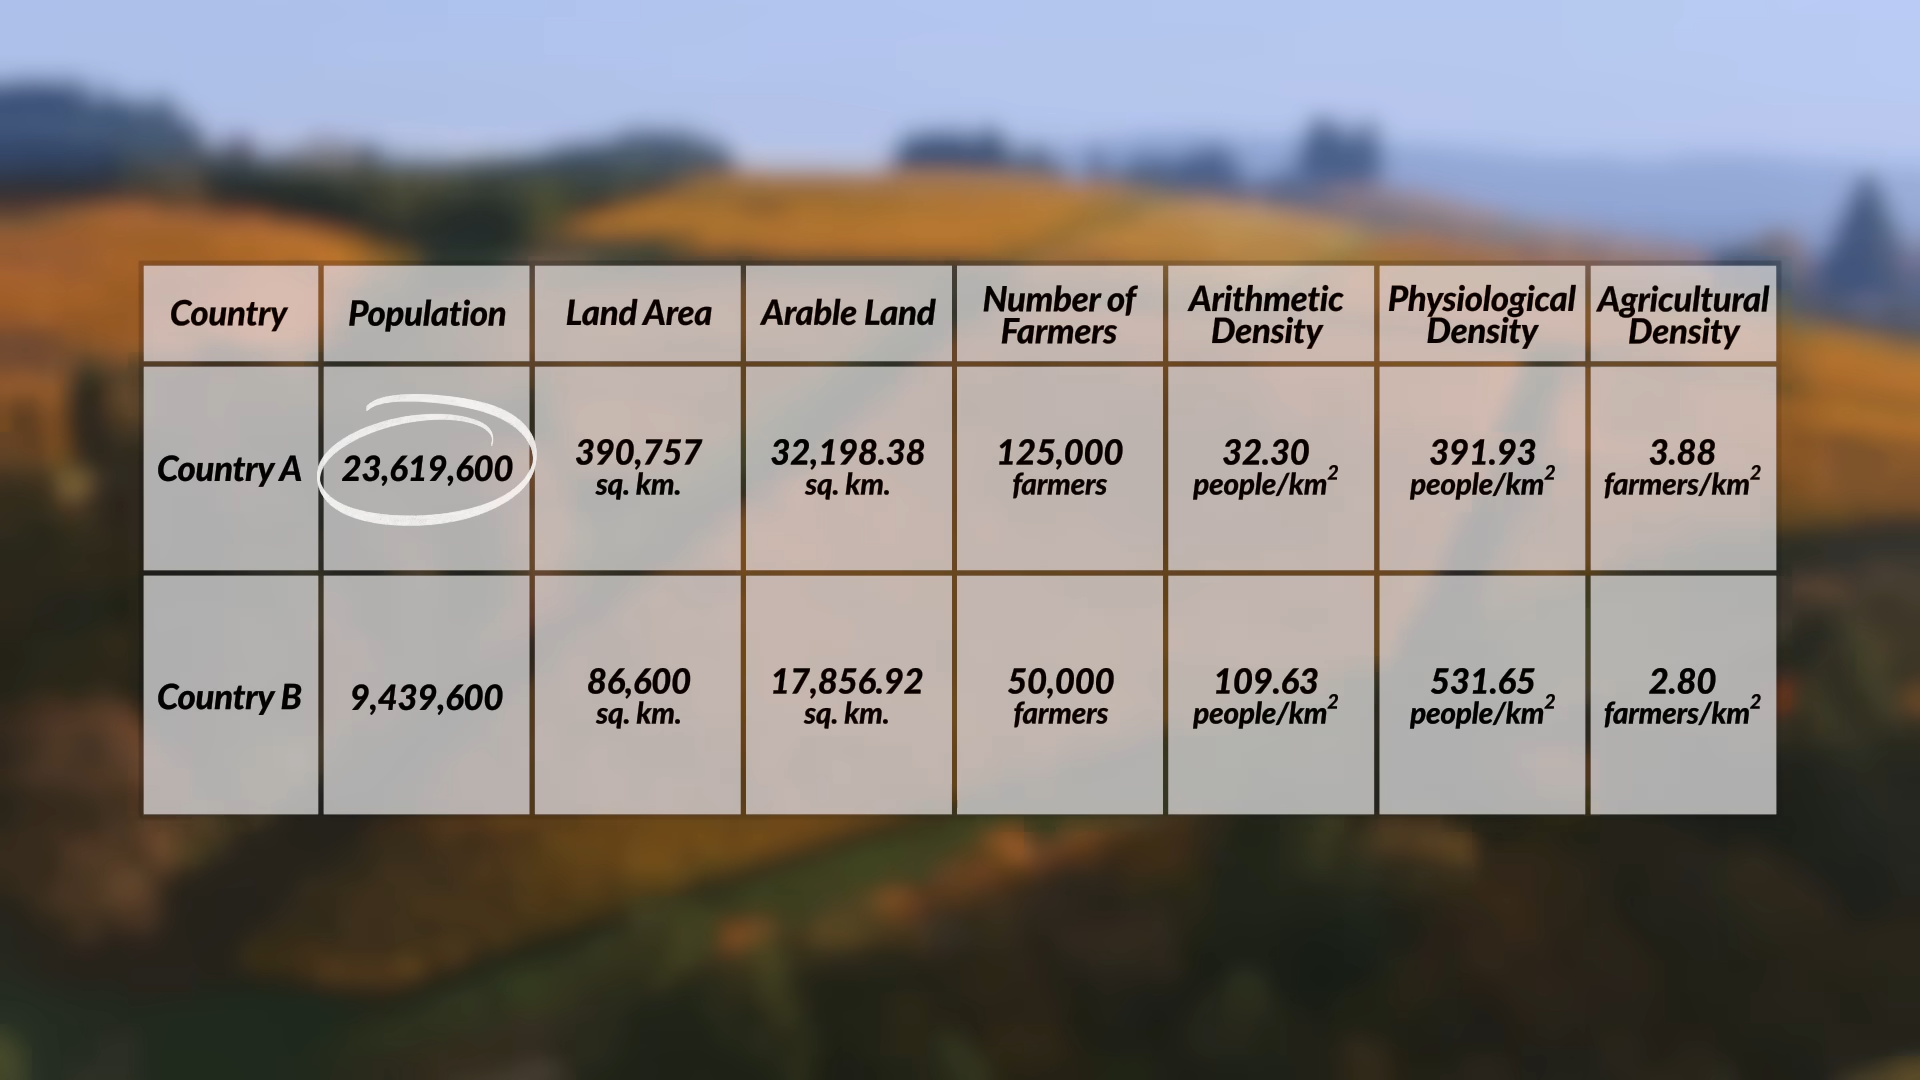 Country
Population
Land Area
Arable Land
Number of
Farmers
Arithmetic
Density
Physiological
Density
Agricultural
Density
Country A
23,619,600
390,757
sq. km.
32,198.38
sq. km.
125,000
farmers
32.30
people/km²
391.93
people/km²
3.88
farmers/km²
Country B
9,439,600
86,600
sq. km.
17,856.92
sq. km.
50,000
farmers
109.63
people/km²
531.65
people/km²
2.80
farmers/km²